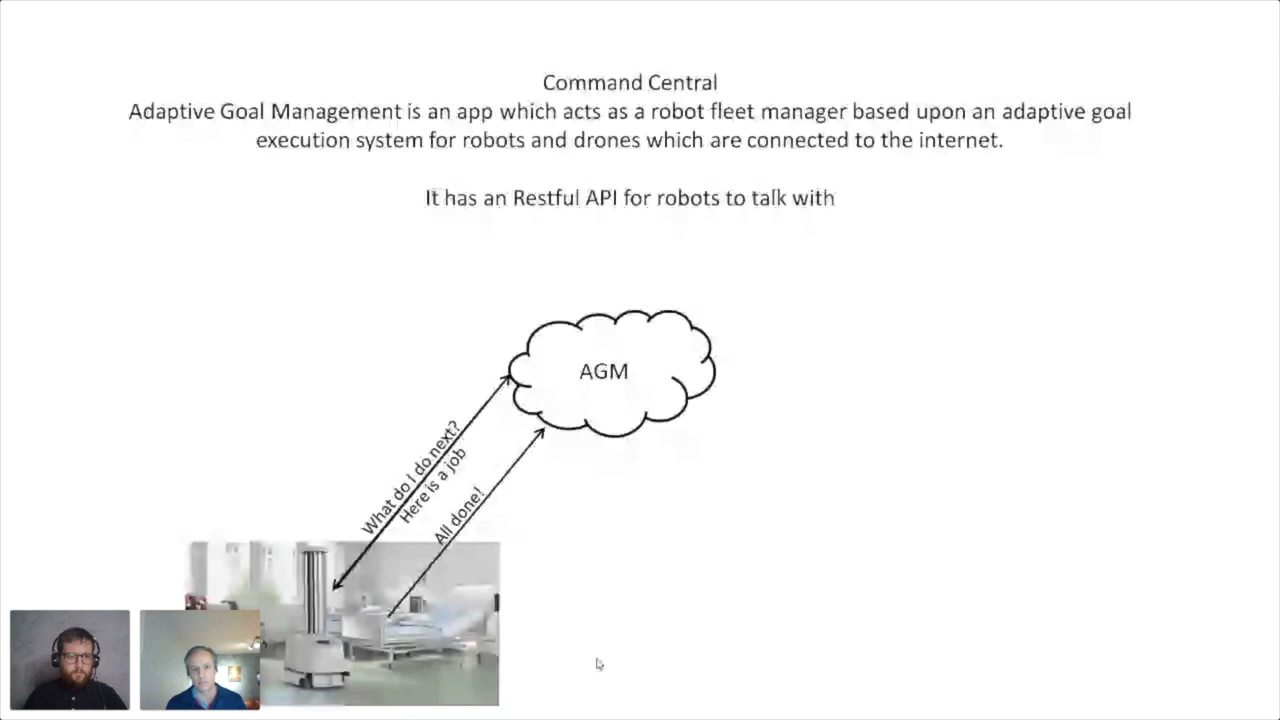 Command Central
Adaptive Goal Management is an app which acts as a robot fleet manager based upon an adaptive goal
execution system for robots and drones which are connected to the internet.
It has an Restful API for robots to talk with
AGM
What do I do next?
Here is a job
All done!